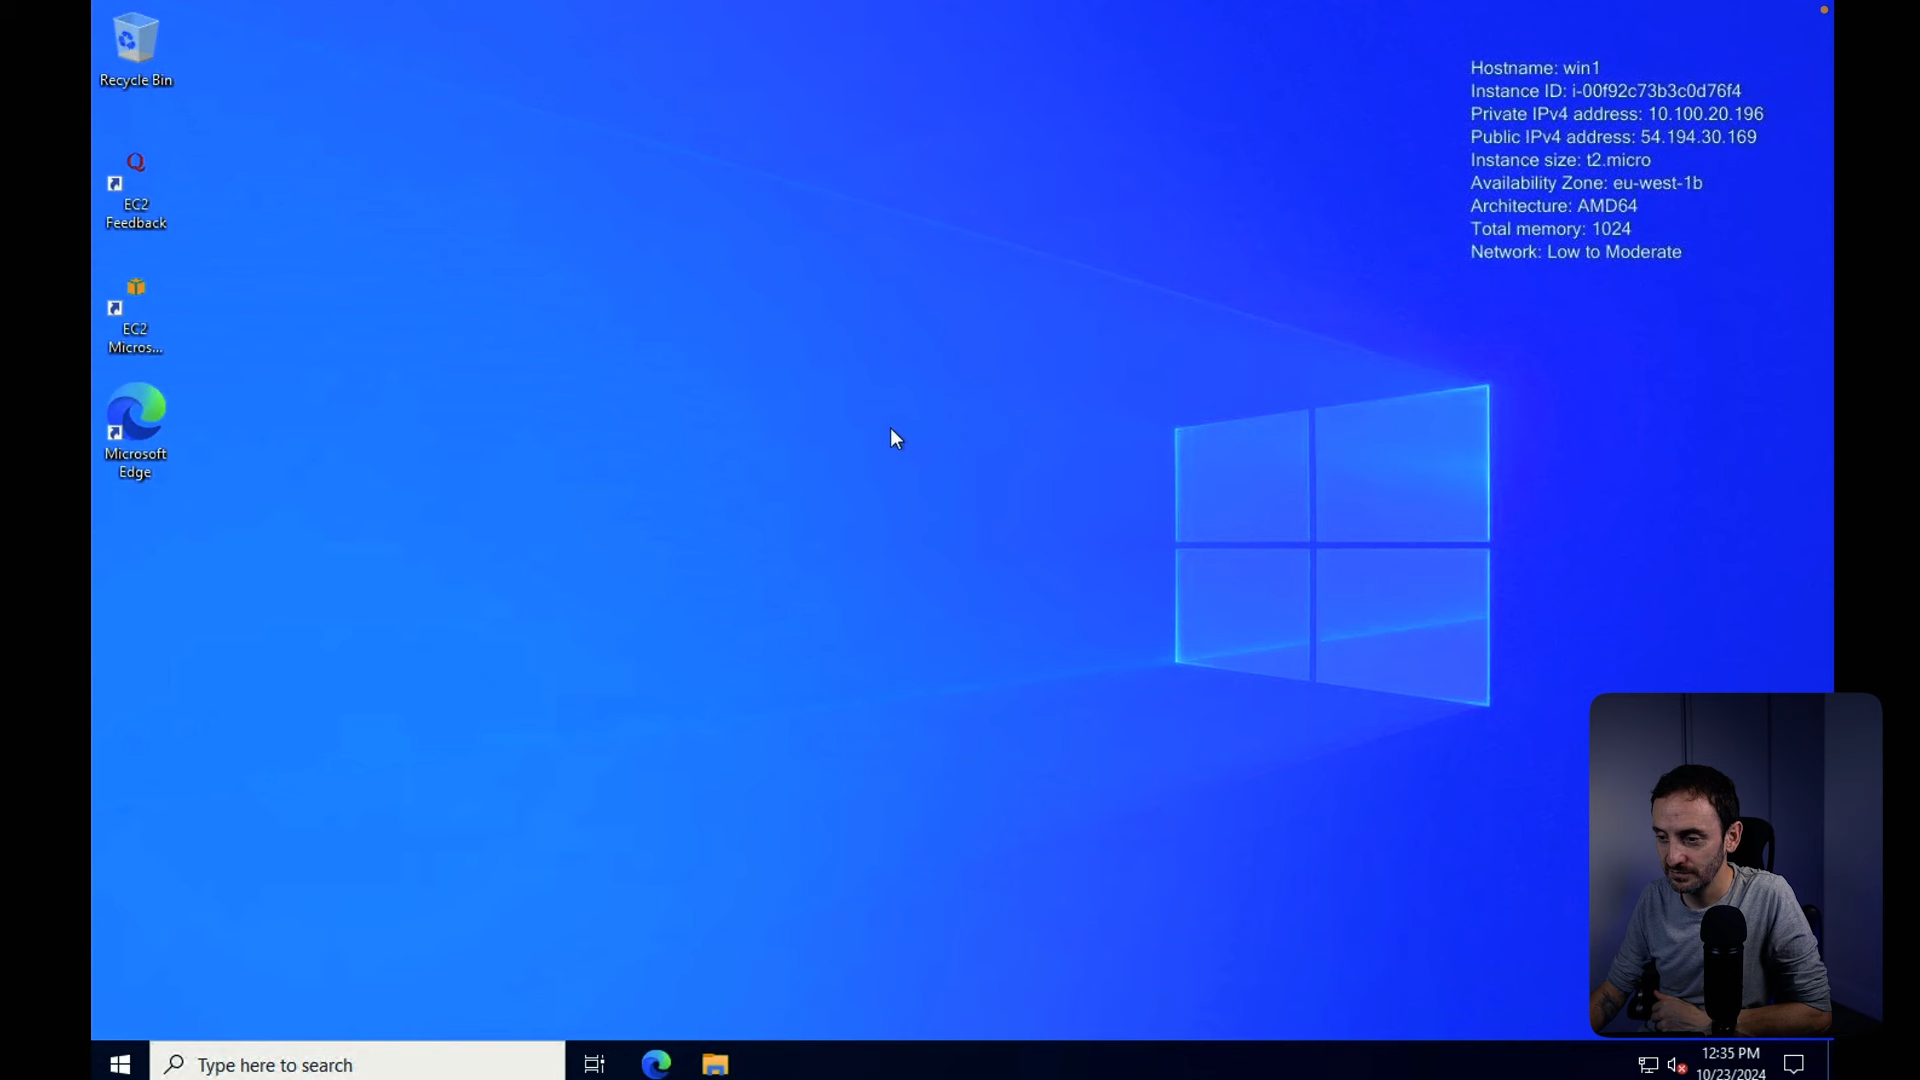 Recycle Bin
EC2
Feedback
EC2
Micros...
Microsoft
Edge
Hostname: win1
Instance ID: i-00f92c73b3c0d76f4
Private IPv4 address: 10.100.20.196
Public IPv4 address: 54.194.30.169
Instance size: t2.micro
Availability Zone: eu-west-1b
Architecture: AMD64
Total memory: 1024
Network: Low to Moderate
Type here to search
12:35 PM
10/23/2024